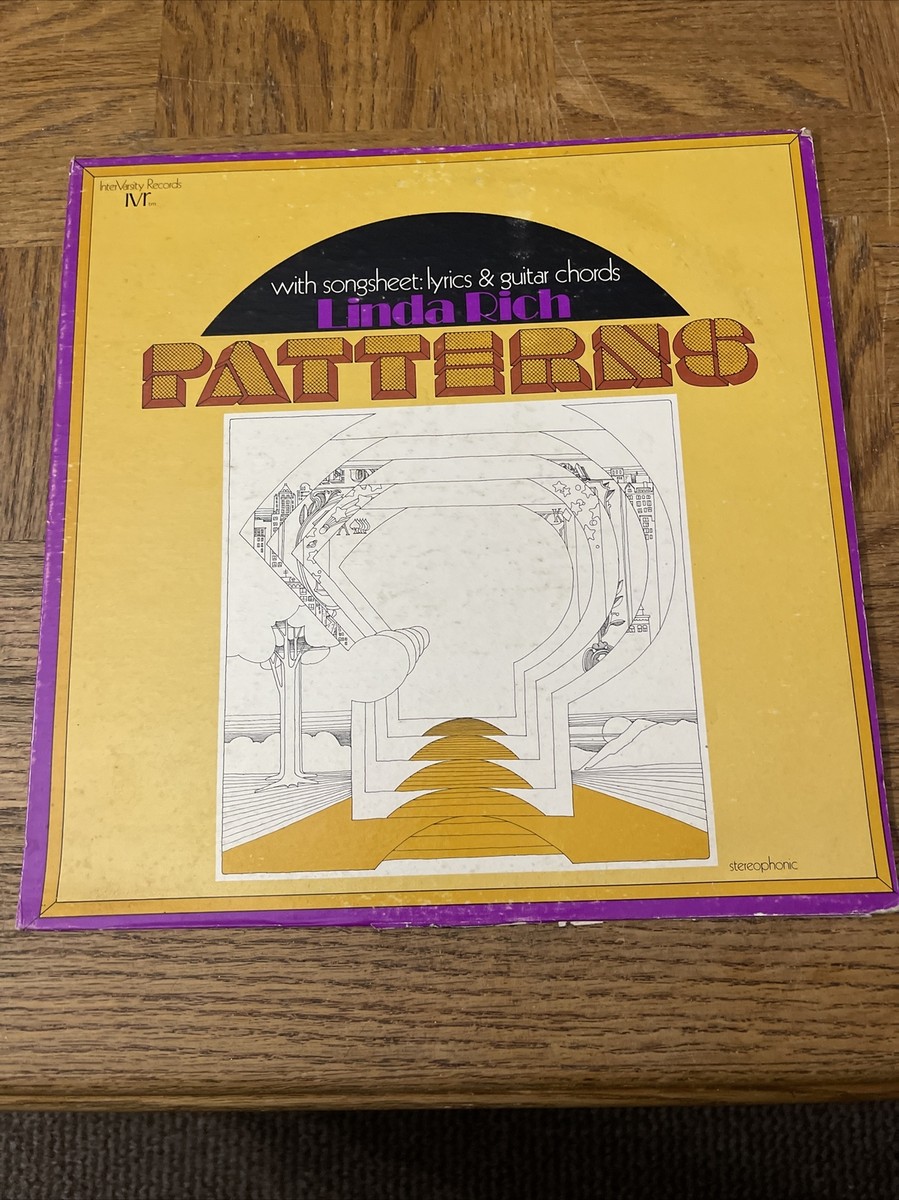 InterVarsity Records
IVr
with songsheet: lyrics & guitar chords
Linda Rich
PATTERNS
stereophonic